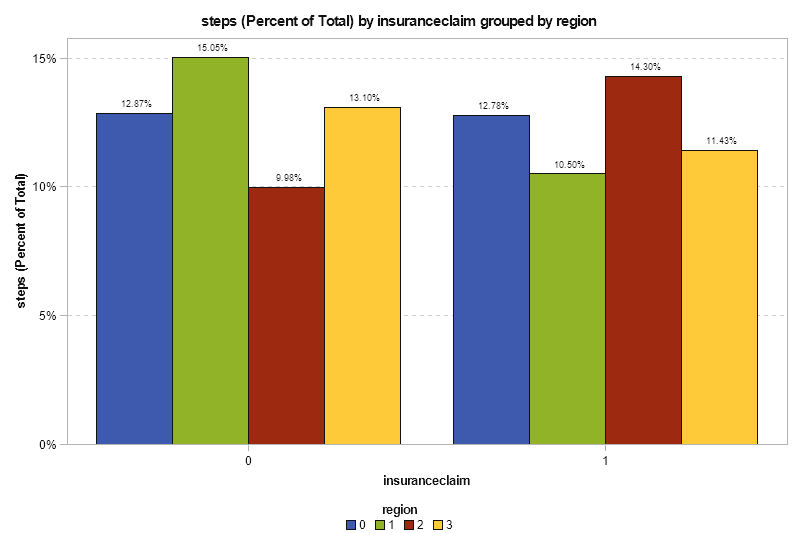 steps (Percent of Total) by insuranceclaim grouped by region
steps (Percent of Total)
15%
10%
5%
0%
12.87%
15.05%
9.98%
13.10%
12.78%
10.50%
14.30%
11.43%
0
1
insuranceclaim
region
0 1 2 3